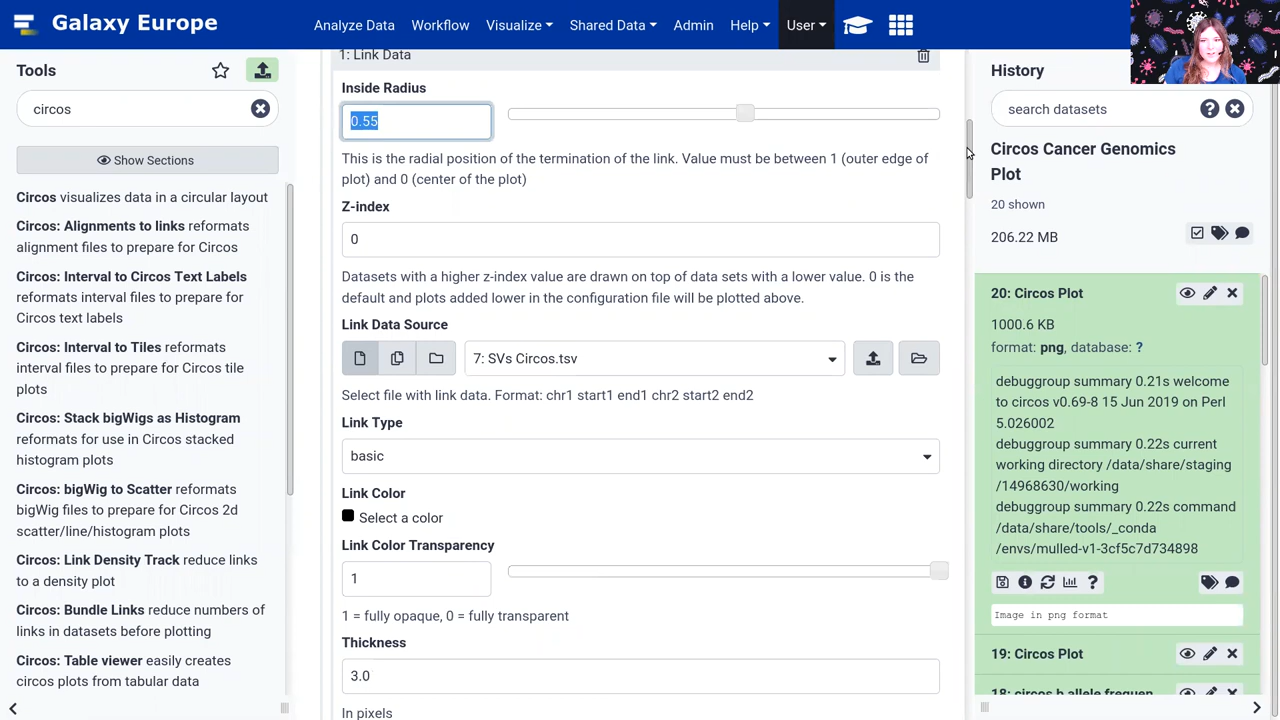 Galaxy Europe
Analyze Data
Workflow
Visualize
Shared Data
Admin
Help
User
Tools
circos
Show Sections
Circos visualizes data in a circular layout
Circos: Alignments to links reformats
alignment files to prepare for Circos
Circos: Interval to Circos Text Labels
reformats interval files to prepare for
Circos text labels
Circos: Interval to Tiles reformats
interval files to prepare for Circos tile
plots
Circos: Stack bigWigs as Histogram
reformats for use in Circos stacked
histogram plots
Circos: bigWig to Scatter reformats
bigWig files to prepare for Circos 2d
scatter/line/histogram plots
Circos: Link Density Track reduce links
to a density plot
Circos: Bundle Links reduce numbers of
links in datasets before plotting
Circos: Table viewer easily creates
circos plots from tabular data
1: Link Data
Inside Radius
0.55
This is the radial position of the termination of the link. Value must be between 1 (outer edge of
plot) and 0 (center of the plot)
Z-index
0
Datasets with a higher z-index value are drawn on top of data sets with a lower value. 0 is the
default and plots added lower in the configuration file will be plotted above.
Link Data Source
7: SVs Circos.tsv
Select file with link data. Format: chr1 start1 end1 chr2 start2 end2
Link Type
basic
Link Color
Select a color
Link Color Transparency
1
1 = fully opaque, 0 = fully transparent
Thickness
3.0
In pixels
History
search datasets
Circos Cancer Genomics
Plot
20 shown
206.22 MB
20: Circos Plot
1000.6 KB
format: png, database: ?
debuggroup summary 0.21s welcome
to circos v0.69-8 15 Jun 2019 on Perl
5.026002
debuggroup summary 0.22s current
working directory /data/share/staging
/14968630/working
debuggroup summary 0.22s command
/data/share/tools/_conda
/envs/mulled-v1-3cf5c7d734898
Image in png format
19: Circos Plot
18: circos b allele frequen